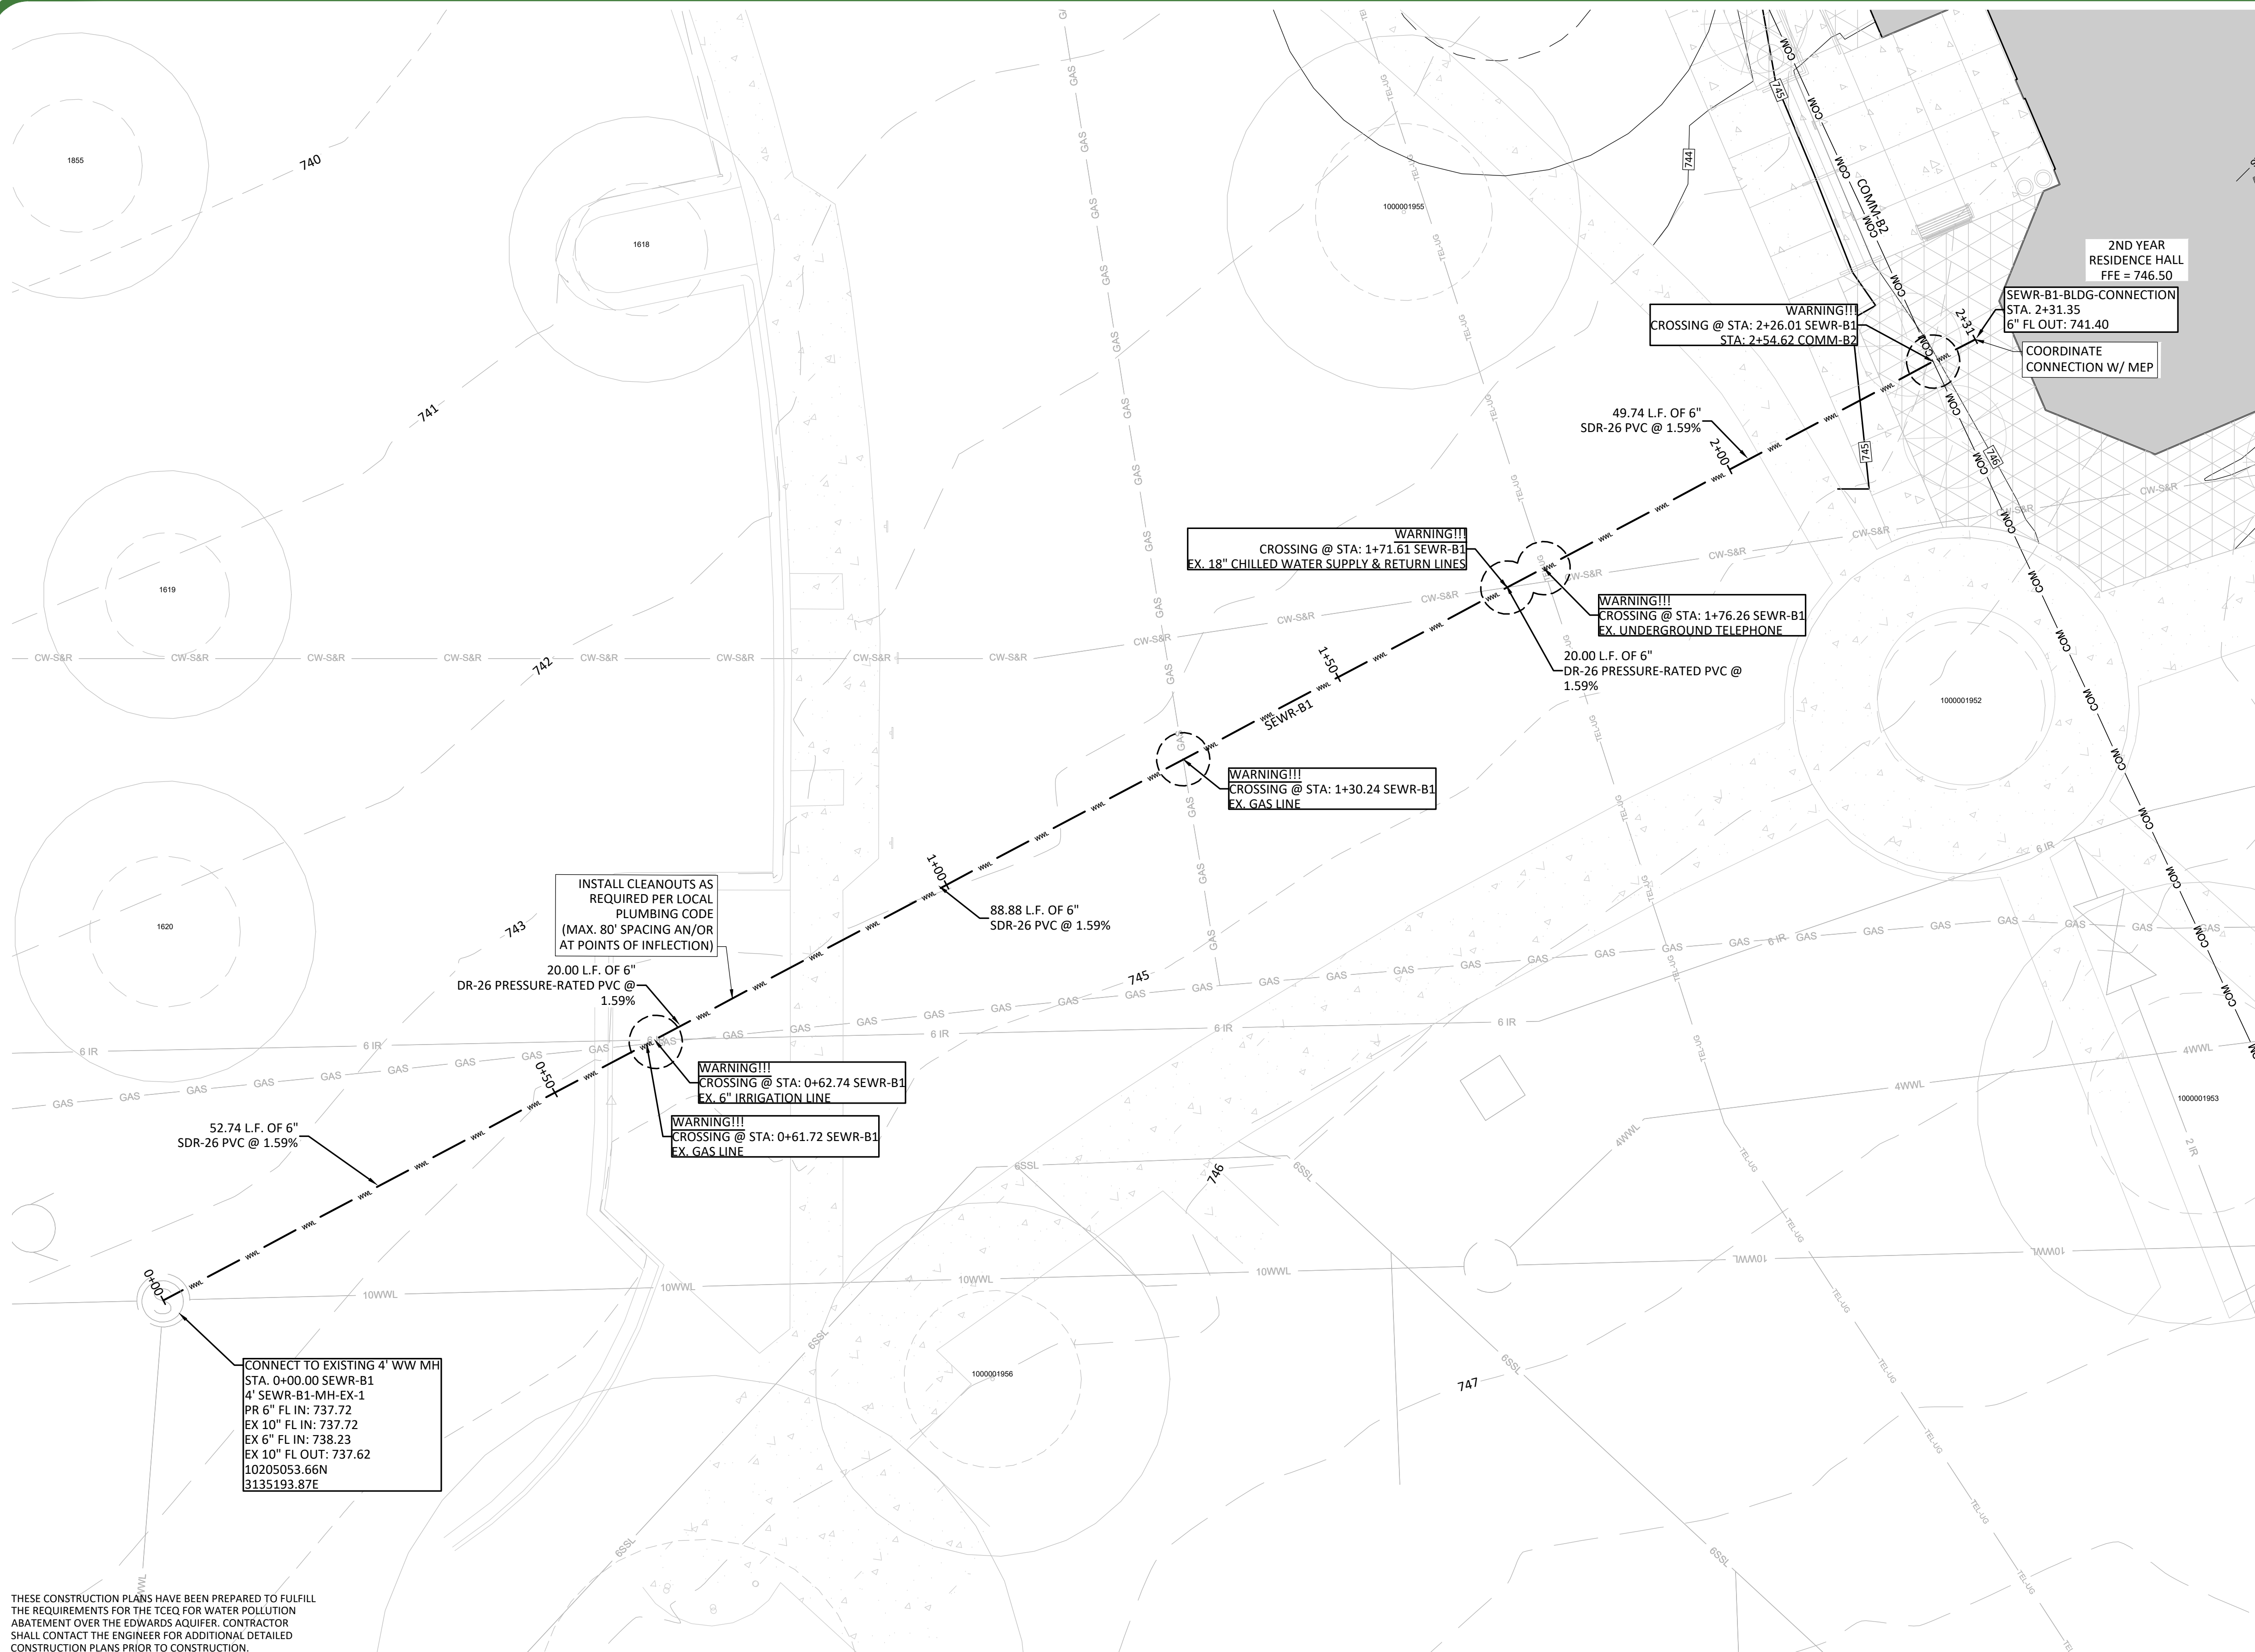 740
1855
1618
1000001955
744
745
COMM-B2
2ND YEAR
RESIDENCE HALL
FFE = 746.50
SEWR-B1-BLDG-CONNECTION
STA. 2+31.35
6" FL OUT: 741.40
2+31
COORDINATE
CONNECTION W/ MEP
WARNING!!!
CROSSING @ STA: 2+26.01 SEWR-B1
STA: 2+54.62 COMM-B2
741
49.74 L.F. OF 6"
SDR-26 PVC @ 1.59%
2+00
745
746
WARNING!!!
CROSSING @ STA: 1+71.61 SEWR-B1
EX. 18" CHILLED WATER SUPPLY & RETURN LINES
WARNING!!!
CROSSING @ STA: 1+76.26 SEWR-B1
EX. UNDERGROUND TELEPHONE
20.00 L.F. OF 6"
DR-26 PRESSURE-RATED PVC @
1.59%
1619
742
CW-S&R
GAS
TEL-UG
COM
WWL
1+50
SEWR-B1
1000001952
WARNING!!!
CROSSING @ STA: 1+30.24 SEWR-B1
EX. GAS LINE
1+00
88.88 L.F. OF 6"
SDR-26 PVC @ 1.59%
INSTALL CLEANOUTS AS
REQUIRED PER LOCAL
PLUMBING CODE
(MAX. 80' SPACING AN/OR
AT POINTS OF INFLECTION)
1620
743
745
20.00 L.F. OF 6"
DR-26 PRESSURE-RATED PVC @
1.59%
6 IR
0+50
WARNING!!!
CROSSING @ STA: 0+62.74 SEWR-B1
EX. 6" IRRIGATION LINE
WARNING!!!
CROSSING @ STA: 0+61.72 SEWR-B1
EX. GAS LINE
52.74 L.F. OF 6"
SDR-26 PVC @ 1.59%
4WWL
1000001953
2 IR
746
6SSL
10WWL
0+00
1000001956
747
CONNECT TO EXISTING 4' WW MH
STA. 0+00.00 SEWR-B1
4' SEWR-B1-MH-EX-1
PR 6" FL IN: 737.72
EX 10" FL IN: 737.72
EX 6" FL IN: 738.23
EX 10" FL OUT: 737.62
10205053.66N
3135193.87E
THESE CONSTRUCTION PLANS HAVE BEEN PREPARED TO FULFILL
THE REQUIREMENTS FOR THE TCEQ FOR WATER POLLUTION
ABATEMENT OVER THE EDWARDS AQUIFER. CONTRACTOR
SHALL CONTACT THE ENGINEER FOR ADDITIONAL DETAILED
CONSTRUCTION PLANS PRIOR TO CONSTRUCTION.